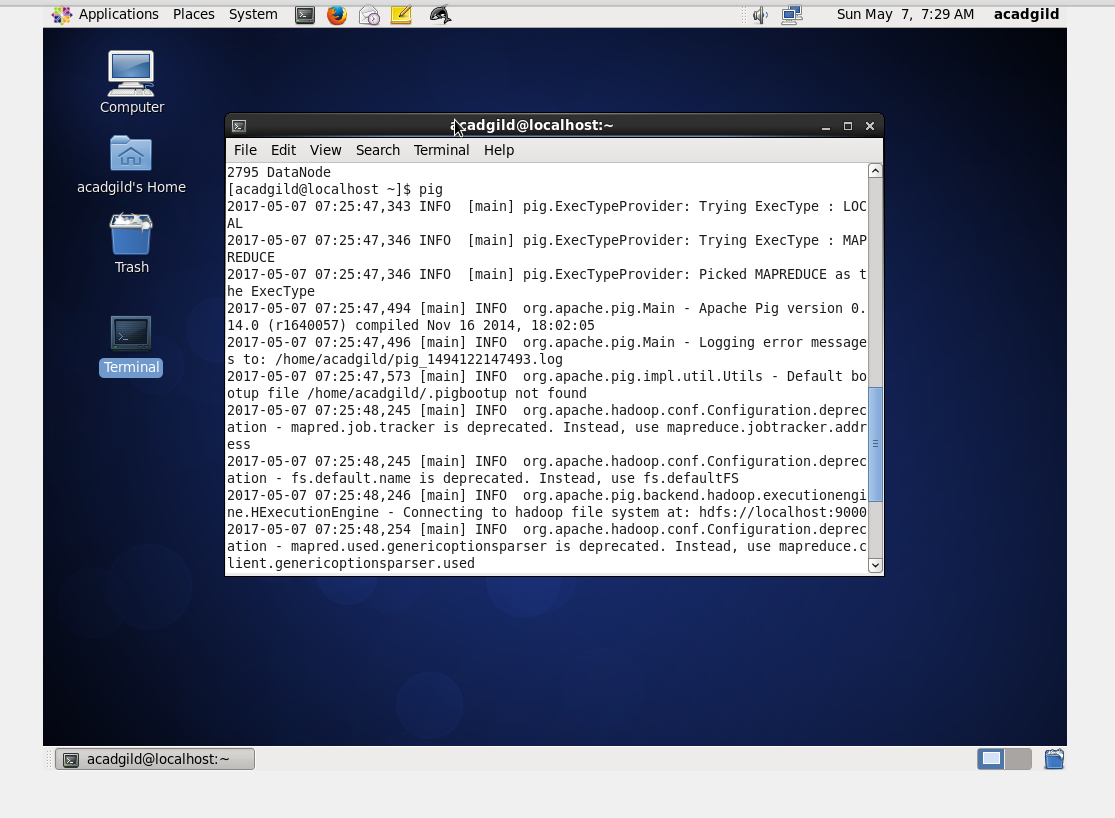 Applications Places System Sun May 7, 7:29 AM acadgild
Computer
acadgild's Home
Trash
Terminal
acadgild@localhost:~
File Edit View Search Terminal Help
2795 DataNode
[acadgild@localhost ~]$ pig
2017-05-07 07:25:47,343 INFO  [main] pig.ExecTypeProvider: Trying ExecType : LOC
AL
2017-05-07 07:25:47,346 INFO  [main] pig.ExecTypeProvider: Trying ExecType : MAP
REDUCE
2017-05-07 07:25:47,346 INFO  [main] pig.ExecTypeProvider: Picked MAPREDUCE as t
he ExecType
2017-05-07 07:25:47,494 [main] INFO  org.apache.pig.Main - Apache Pig version 0.
14.0 (r1640057) compiled Nov 16 2014, 18:02:05
2017-05-07 07:25:47,496 [main] INFO  org.apache.pig.Main - Logging error message
s to: /home/acadgild/pig_1494122147493.log
2017-05-07 07:25:47,573 [main] INFO  org.apache.pig.impl.util.Utils - Default bo
otup file /home/acadgild/.pigbootup not found
2017-05-07 07:25:48,245 [main] INFO  org.apache.hadoop.conf.Configuration.deprec
ation - mapred.job.tracker is deprecated. Instead, use mapreduce.jobtracker.addr
ess
2017-05-07 07:25:48,245 [main] INFO  org.apache.hadoop.conf.Configuration.deprec
ation - fs.default.name is deprecated. Instead, use fs.defaultFS
2017-05-07 07:25:48,246 [main] INFO  org.apache.pig.backend.hadoop.executionengi
ne.HExecutionEngine - Connecting to hadoop file system at: hdfs://localhost:9000
2017-05-07 07:25:48,254 [main] INFO  org.apache.hadoop.conf.Configuration.deprec
ation - mapred.used.genericoptionsparser is deprecated. Instead, use mapreduce.c
lient.genericoptionsparser.used
acadgild@localhost:~